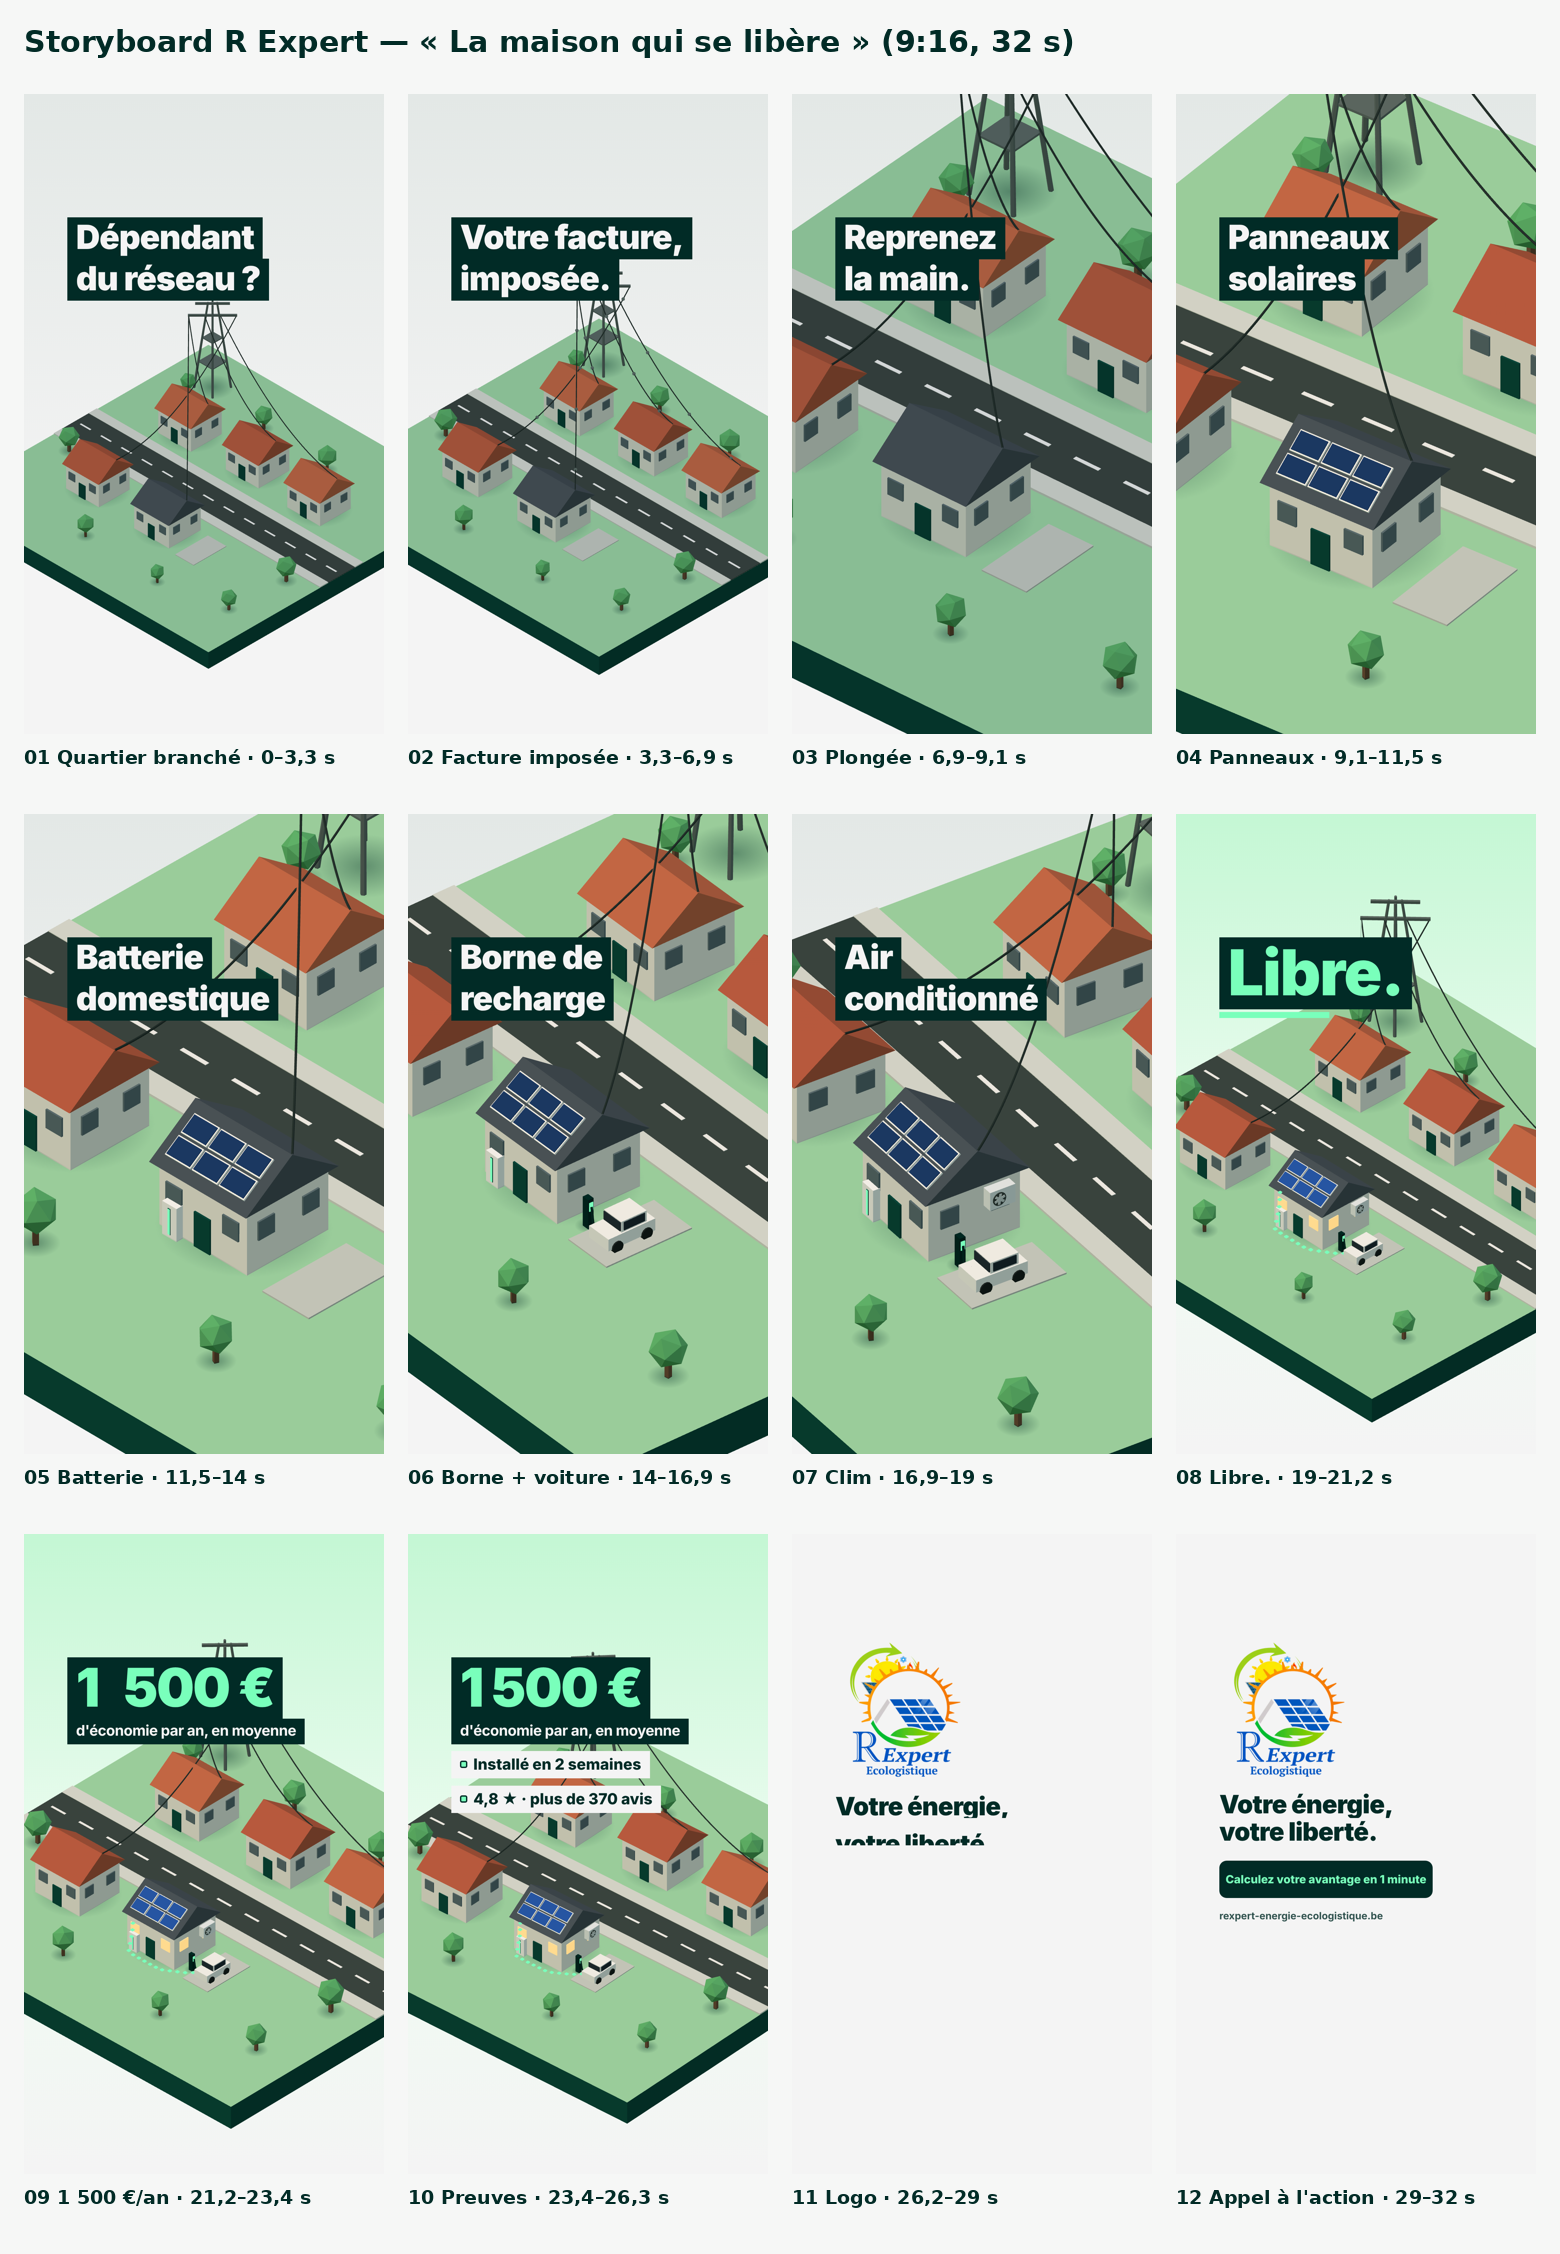 Storyboard R Expert — « La maison qui se libère » (9:16, 32 s)
Dépendant
du réseau ?
01 Quartier branché · 0–3,3 s
Votre facture,
imposée.
02 Facture imposée · 3,3–6,9 s
Reprenez
la main.
03 Plongée · 6,9–9,1 s
Panneaux
solaires
04 Panneaux · 9,1–11,5 s
Batterie
domestique
05 Batterie · 11,5–14 s
Borne de
recharge
06 Borne + voiture · 14–16,9 s
Air
conditionné
07 Clim · 16,9–19 s
Libre.
08 Libre. · 19–21,2 s
1 500 €
d'économie par an, en moyenne
09 1 500 €/an · 21,2–23,4 s
1 500 €
d'économie par an, en moyenne
Installé en 2 semaines
4,8 ★ · plus de 370 avis
10 Preuves · 23,4–26,3 s
R Expert
Ecologistique
Votre énergie,
votre liberté
11 Logo · 26,2–29 s
R Expert
Ecologistique
Votre énergie,
votre liberté.
Calculez votre avantage en 1 minute
rexpert-energie-ecologistique.be
12 Appel à l'action · 29–32 s